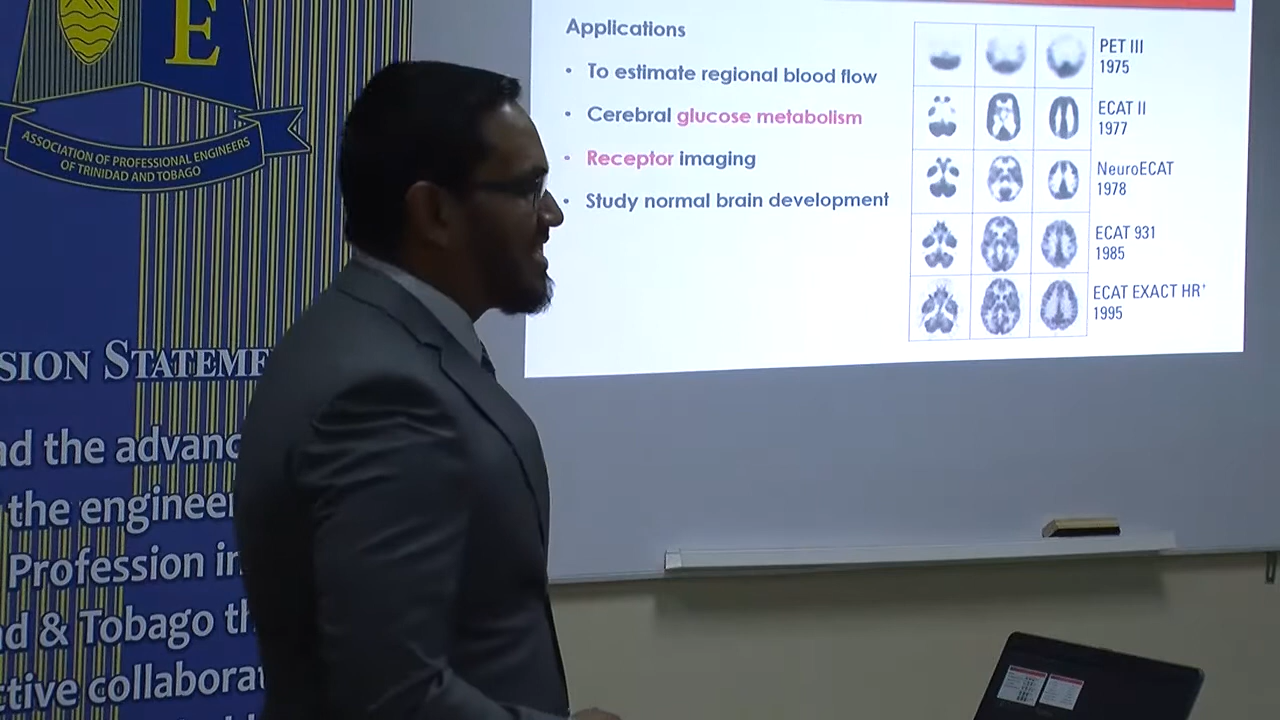 E
ASSOCIATION OF PROFESSIONAL ENGINEERS
OF TRINIDAD AND TOBAGO
SION STATEME
nd the advanc
the engineer
Profession in
ad & Tobago th
ctive collaborat
Applications
• To estimate regional blood flow
• Cerebral glucose metabolism
• Receptor imaging
• Study normal brain development
PET III
1975
ECAT II
1977
NeuroECAT
1978
ECAT 931
1985
ECAT EXACT HR+
1995